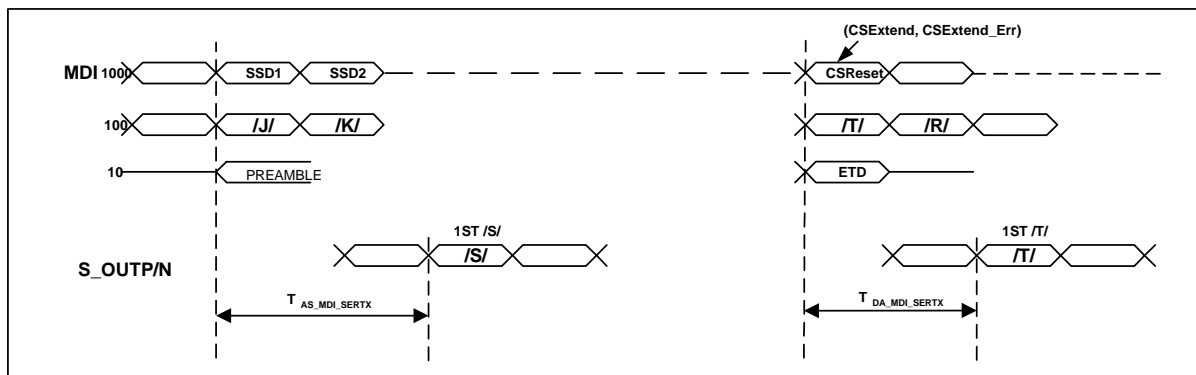 (CSExtend, CSExtend_Err)
MDI 1000 SSD1 SSD2 CSReset
100 /J/ /K/ /T/ /R/
10 PREAMBLE ETD
1ST /S/ 1ST /T/
S_OUTP/N /S/ /T/
T AS_MDI_SERTX T DA_MDI_SERTX